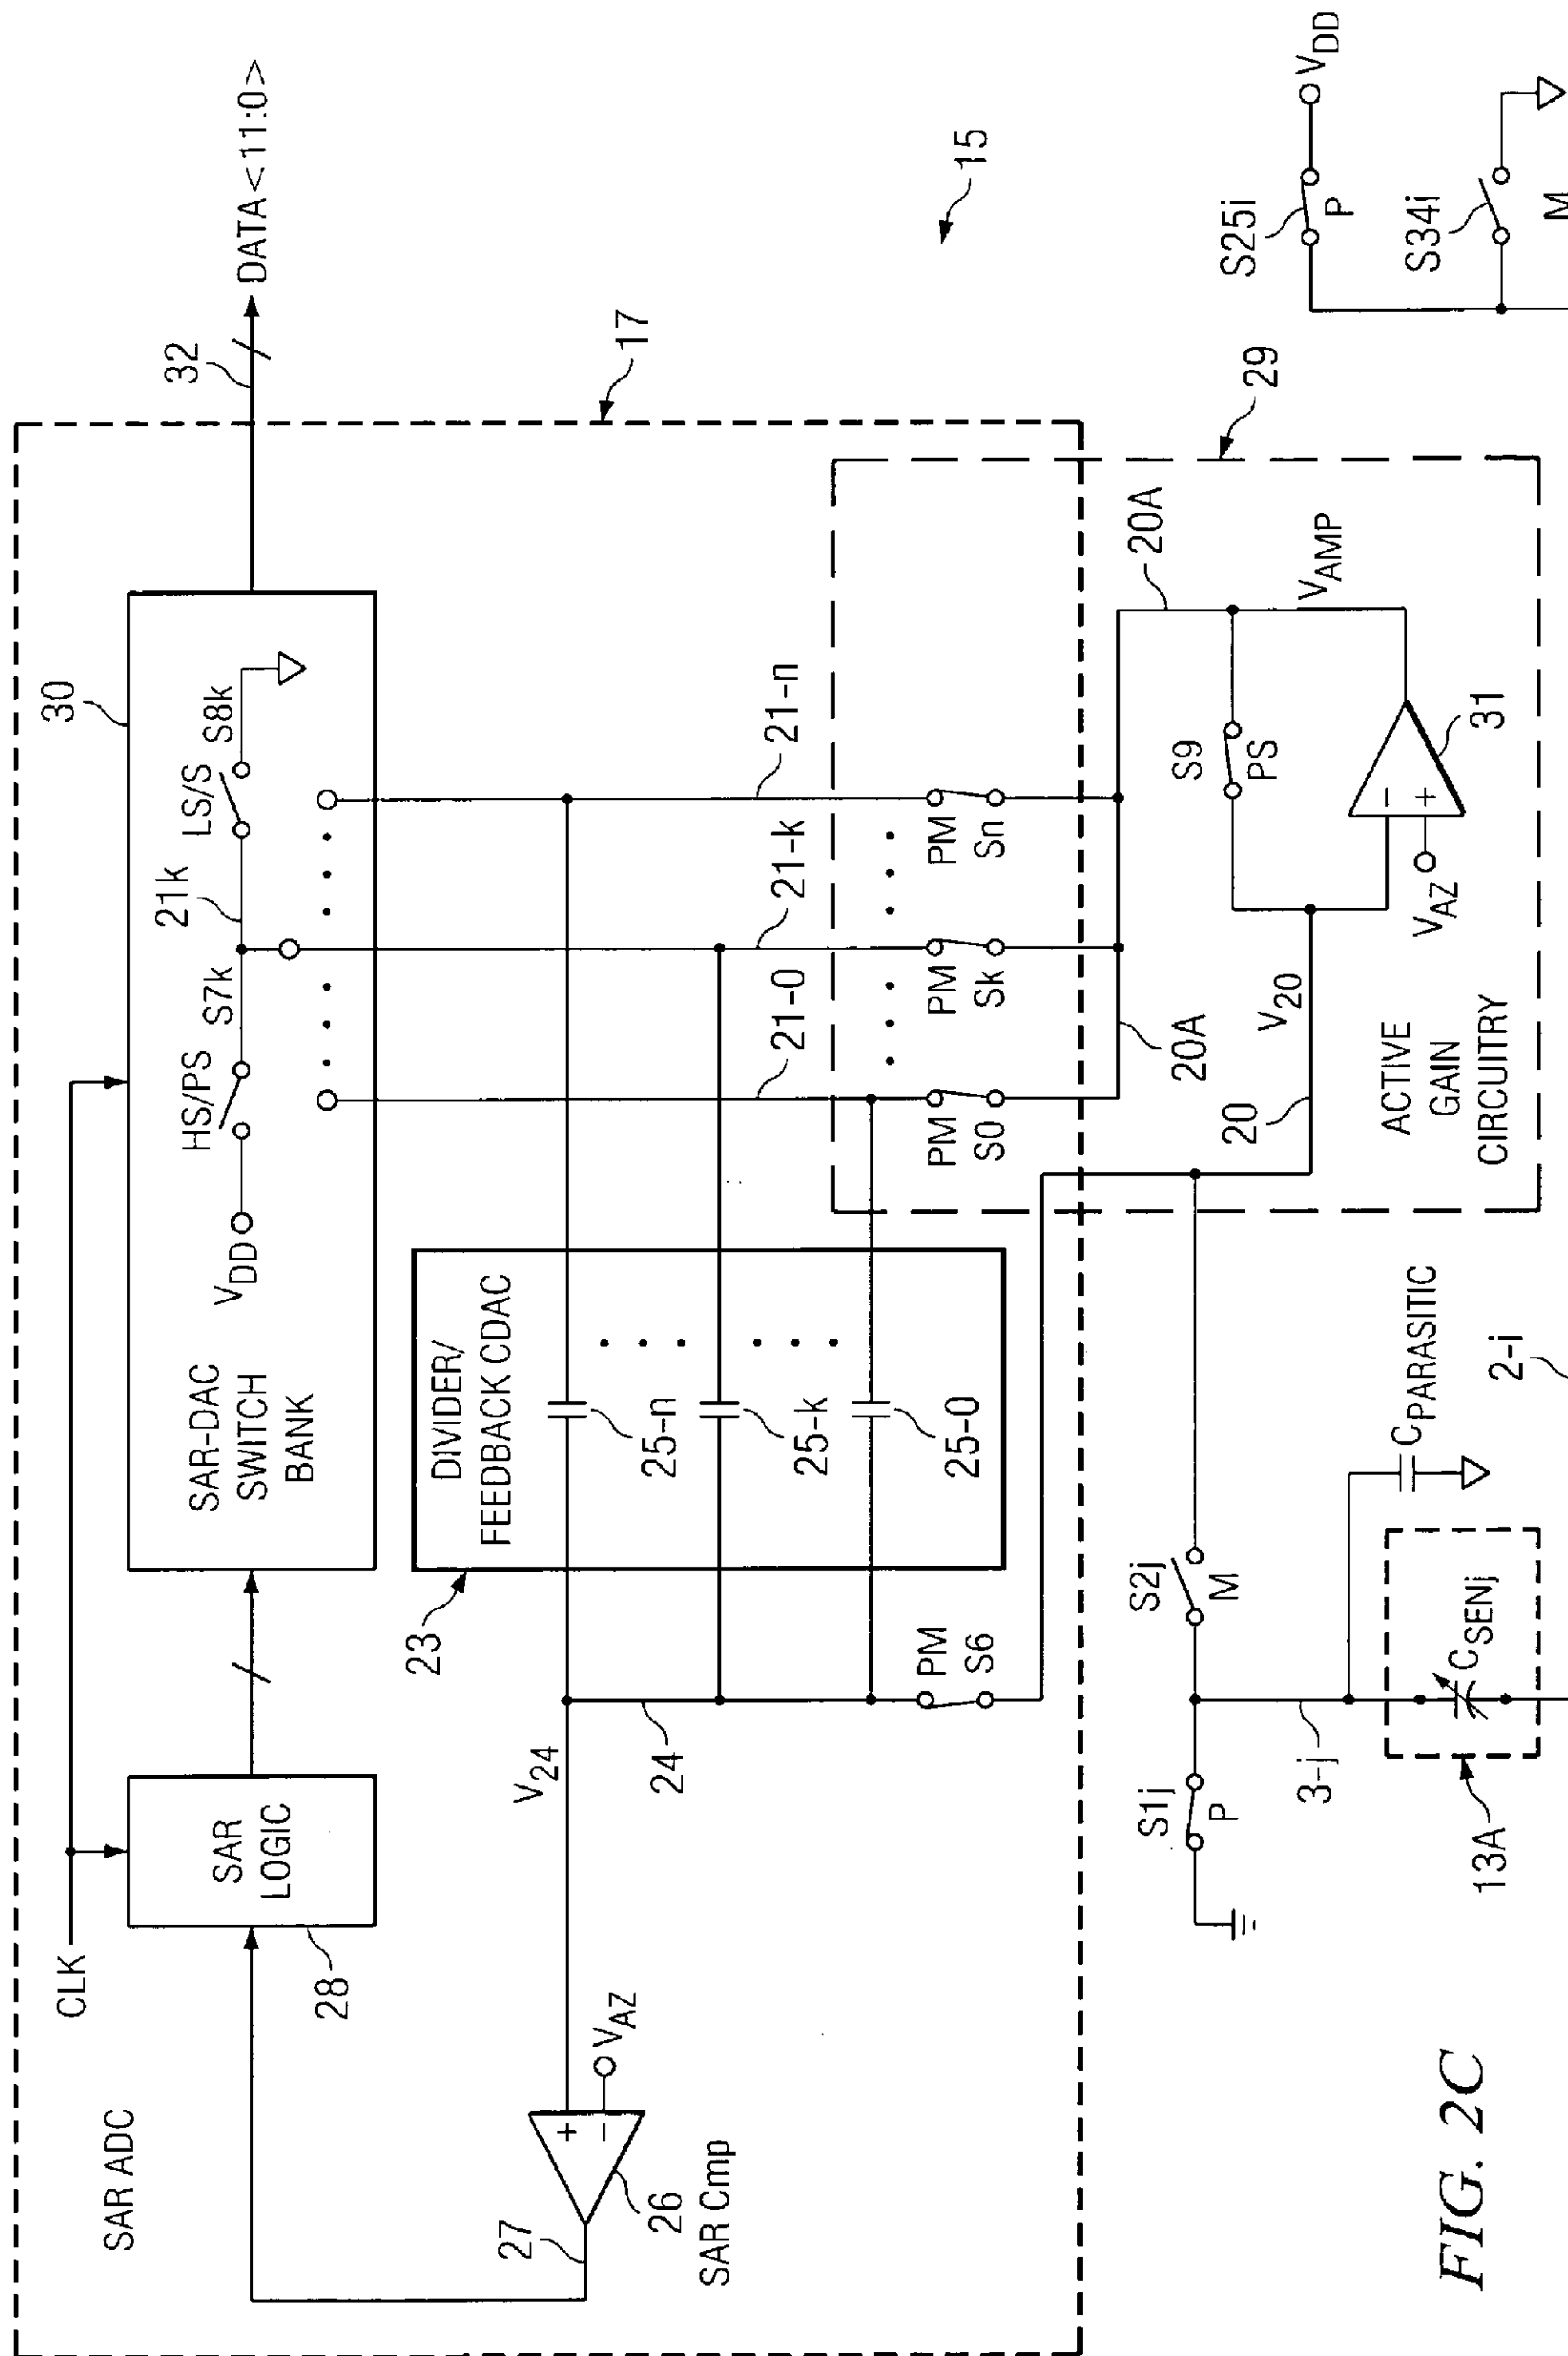 SAR ADC
CLK
SAR
LOGIC
28
SAR-DAC
SWITCH
BANK
30
VDD
HS/PS
S7k
21k
LS/S
S8k
32
DATA <11:0>
17
27
26
SAR Cmp
VAZ
V24
24
23
DIVIDER/
FEEDBACK CDAC
25-n
25-k
25-0
PM
S6
21-0
21-k
21-n
PM
S0
PM
Sk
PM
Sn
15
29
20A
20A
VAMP
S9
PS
31
VAZ
V20
20
ACTIVE
GAIN
CIRCUITRY
S1j
P
S2j
M
3-j
CPARASITIC
CSENj
13A
2-i
S25i
P
VDD
S34i
M
FIG. 2C